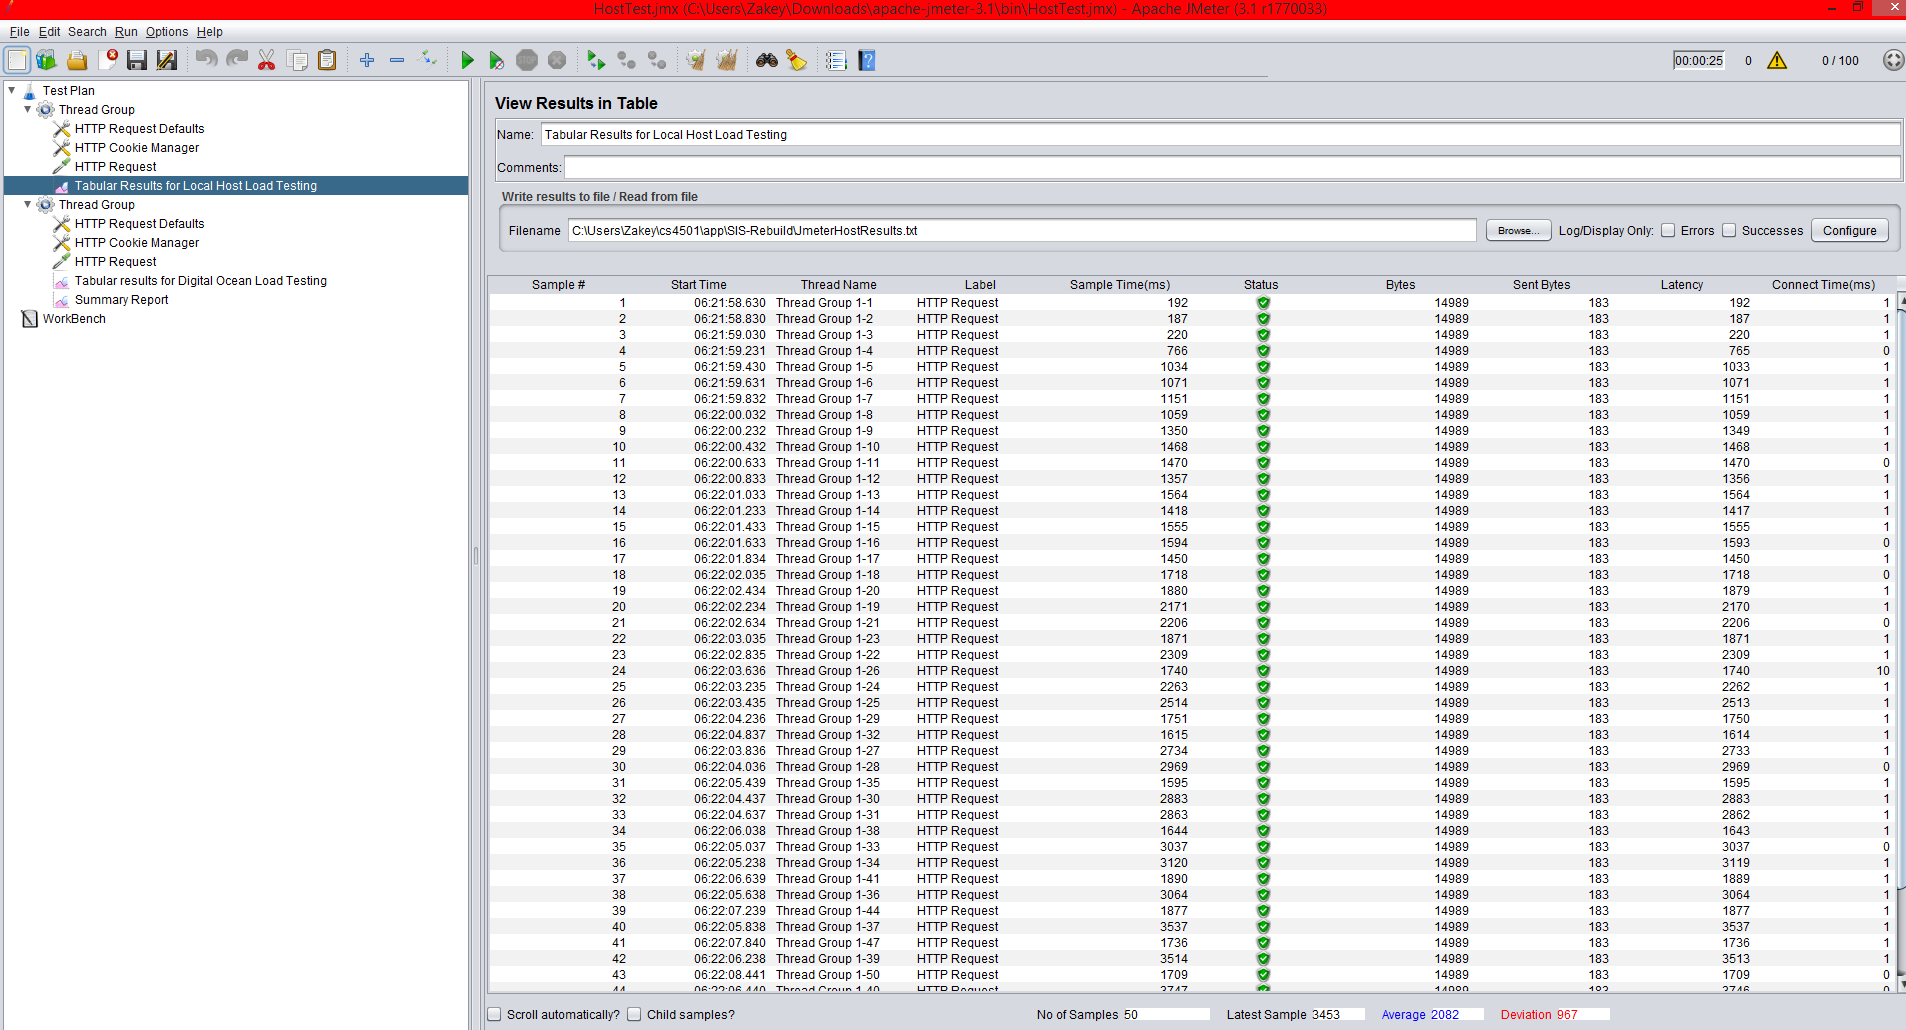 HostTest.jmx (C:\Users\Zakey\Downloads\apache-jmeter-3.1\bin\HostTest.jmx) - Apache JMeter (3.1 r1770033)
File Edit Search Run Options Help
00:00:25 0 0 / 100
Test Plan
Thread Group
HTTP Request Defaults
HTTP Cookie Manager
HTTP Request
Tabular Results for Local Host Load Testing
Thread Group
HTTP Request Defaults
HTTP Cookie Manager
HTTP Request
Tabular results for Digital Ocean Load Testing
Summary Report
WorkBench
View Results in Table
Name: Tabular Results for Local Host Load Testing
Comments:
Write results to file / Read from file
Filename C:\Users\Zakey\cs4501\app\SIS-Rebuild\JmeterHostResults.txt Browse... Log/Display Only: Errors Successes Configure
Sample # Start Time Thread Name Label Sample Time(ms) Status Bytes Sent Bytes Latency Connect Time(ms)
1 06:21:58.630 Thread Group 1-1 HTTP Request 192 14989 183 192 1
2 06:21:58.830 Thread Group 1-2 HTTP Request 187 14989 183 187 1
3 06:21:59.030 Thread Group 1-3 HTTP Request 220 14989 183 220 1
4 06:21:59.231 Thread Group 1-4 HTTP Request 766 14989 183 765 0
5 06:21:59.430 Thread Group 1-5 HTTP Request 1034 14989 183 1033 1
6 06:21:59.631 Thread Group 1-6 HTTP Request 1071 14989 183 1071 1
7 06:21:59.832 Thread Group 1-7 HTTP Request 1151 14989 183 1151 1
8 06:22:00.032 Thread Group 1-8 HTTP Request 1059 14989 183 1059 1
9 06:22:00.232 Thread Group 1-9 HTTP Request 1350 14989 183 1349 1
10 06:22:00.432 Thread Group 1-10 HTTP Request 1468 14989 183 1468 1
11 06:22:00.633 Thread Group 1-11 HTTP Request 1470 14989 183 1470 0
12 06:22:00.833 Thread Group 1-12 HTTP Request 1357 14989 183 1356 1
13 06:22:01.033 Thread Group 1-13 HTTP Request 1564 14989 183 1564 1
14 06:22:01.233 Thread Group 1-14 HTTP Request 1418 14989 183 1417 1
15 06:22:01.433 Thread Group 1-15 HTTP Request 1555 14989 183 1555 1
16 06:22:01.633 Thread Group 1-16 HTTP Request 1594 14989 183 1593 0
17 06:22:01.834 Thread Group 1-17 HTTP Request 1450 14989 183 1450 1
18 06:22:02.035 Thread Group 1-18 HTTP Request 1718 14989 183 1718 0
19 06:22:02.434 Thread Group 1-20 HTTP Request 1880 14989 183 1879 1
20 06:22:02.234 Thread Group 1-19 HTTP Request 2171 14989 183 2170 1
21 06:22:02.634 Thread Group 1-21 HTTP Request 2206 14989 183 2206 0
22 06:22:03.035 Thread Group 1-23 HTTP Request 1871 14989 183 1871 1
23 06:22:02.835 Thread Group 1-22 HTTP Request 2309 14989 183 2309 1
24 06:22:03.636 Thread Group 1-26 HTTP Request 1740 14989 183 1740 10
25 06:22:03.235 Thread Group 1-24 HTTP Request 2263 14989 183 2262 1
26 06:22:03.435 Thread Group 1-25 HTTP Request 2514 14989 183 2513 1
27 06:22:04.236 Thread Group 1-29 HTTP Request 1751 14989 183 1750 1
28 06:22:04.837 Thread Group 1-32 HTTP Request 1615 14989 183 1614 1
29 06:22:03.836 Thread Group 1-27 HTTP Request 2734 14989 183 2733 1
30 06:22:04.036 Thread Group 1-28 HTTP Request 2969 14989 183 2969 0
31 06:22:05.439 Thread Group 1-35 HTTP Request 1595 14989 183 1595 1
32 06:22:04.437 Thread Group 1-30 HTTP Request 2883 14989 183 2883 1
33 06:22:04.637 Thread Group 1-31 HTTP Request 2863 14989 183 2862 1
34 06:22:06.038 Thread Group 1-38 HTTP Request 1644 14989 183 1643 1
35 06:22:05.037 Thread Group 1-33 HTTP Request 3037 14989 183 3037 0
36 06:22:05.238 Thread Group 1-34 HTTP Request 3120 14989 183 3119 1
37 06:22:06.639 Thread Group 1-41 HTTP Request 1890 14989 183 1889 1
38 06:22:05.638 Thread Group 1-36 HTTP Request 3064 14989 183 3064 1
39 06:22:07.239 Thread Group 1-44 HTTP Request 1877 14989 183 1877 1
40 06:22:05.838 Thread Group 1-37 HTTP Request 3537 14989 183 3537 1
41 06:22:07.840 Thread Group 1-47 HTTP Request 1736 14989 183 1736 1
42 06:22:06.238 Thread Group 1-39 HTTP Request 3514 14989 183 3513 1
43 06:22:08.441 Thread Group 1-50 HTTP Request 1709 14989 183 1709 0
44 06:22:06.440 Thread Group 1-40 HTTP Request 3747 14989 183 3746 0
Scroll automatically? Child samples? No of Samples 50 Latest Sample 3453 Average 2082 Deviation 967